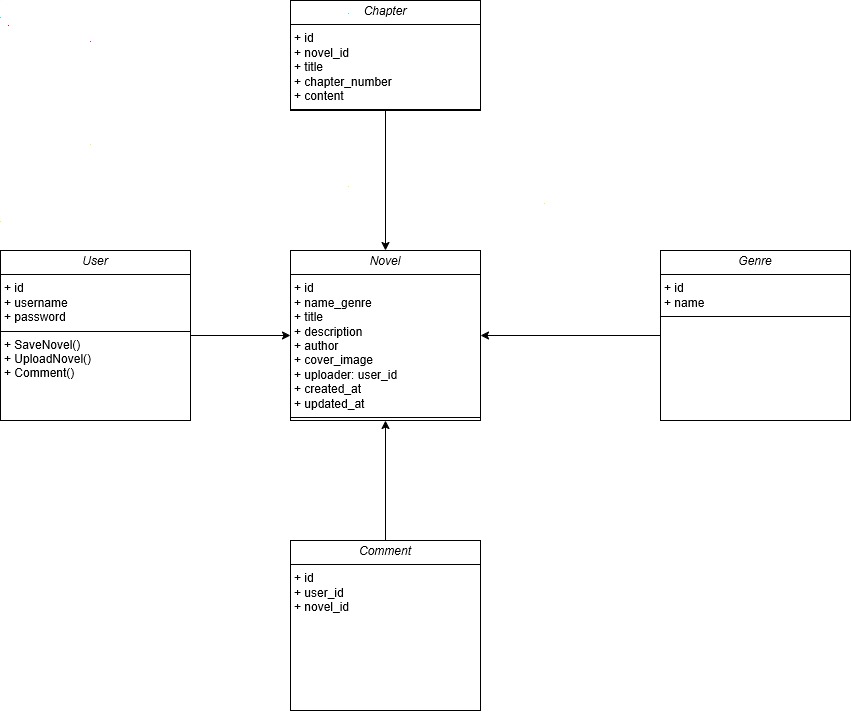 Chapter
+ id
+ novel_id
+ title
+ chapter_number
+ content
User
+ id
+ username
+ password
+ SaveNovel()
+ UploadNovel()
+ Comment()
Novel
+ id
+ name_genre
+ title
+ description
+ author
+ cover_image
+ uploader: user_id
+ created_at
+ updated_at
Genre
+ id
+ name
Comment
+ id
+ user_id
+ novel_id